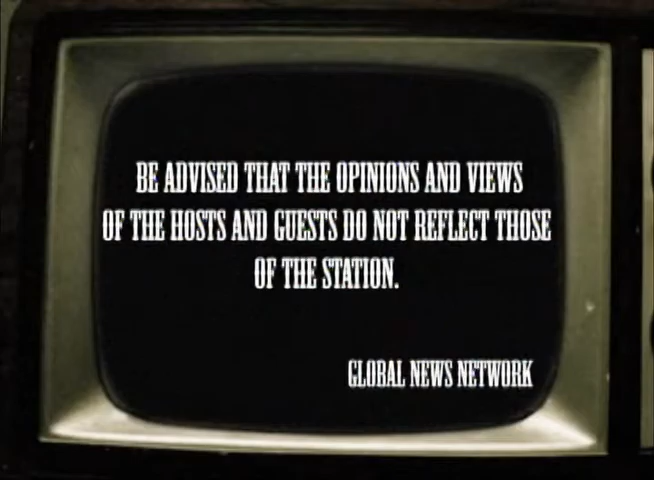 BE ADVISED THAT THE OPINIONS AND VIEWS
OF THE HOSTS AND GUESTS DO NOT REFLECT THOSE
OF THE STATION.
GLOBAL NEWS NETWORK